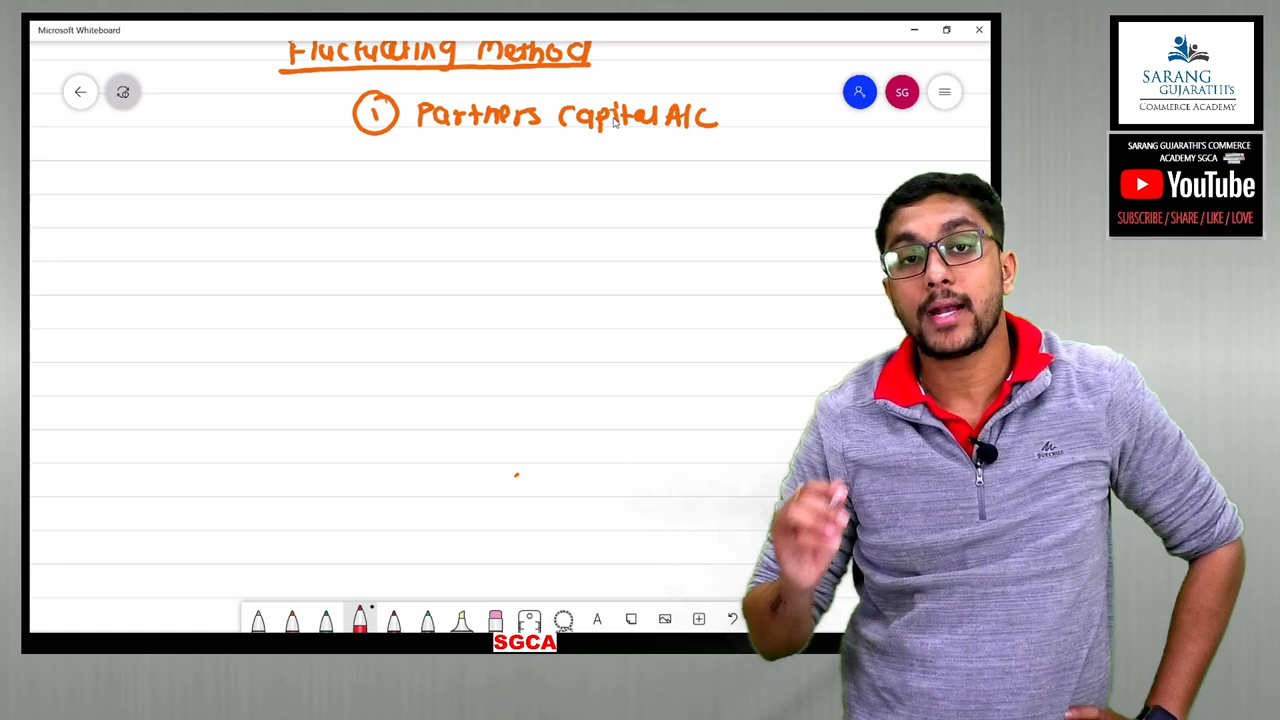 Microsoft Whiteboard
Fluctuating Method
SG
1 Partners capital A/C
SARANG
GUJARATHI'S
COMMERCE ACADEMY
SARANG GUJARATHI'S COMMERCE
ACADEMY SGCA
YouTube
SUBSCRIBE / SHARE / LIKE / LOVE
A
SGCA